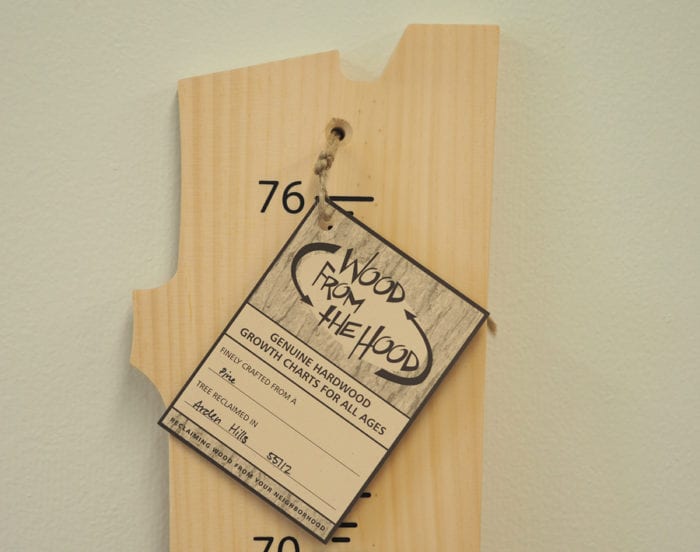 76
WOOD
FROM
THE HOOD
GENUINE HARDWOOD
GROWTH CHARTS FOR ALL AGES
FINELY CRAFTED FROM A
Pine
TREE RECLAIMED IN
Arden Hills 55112
RECLAIMING WOOD FROM YOUR NEIGHBORHOOD
70